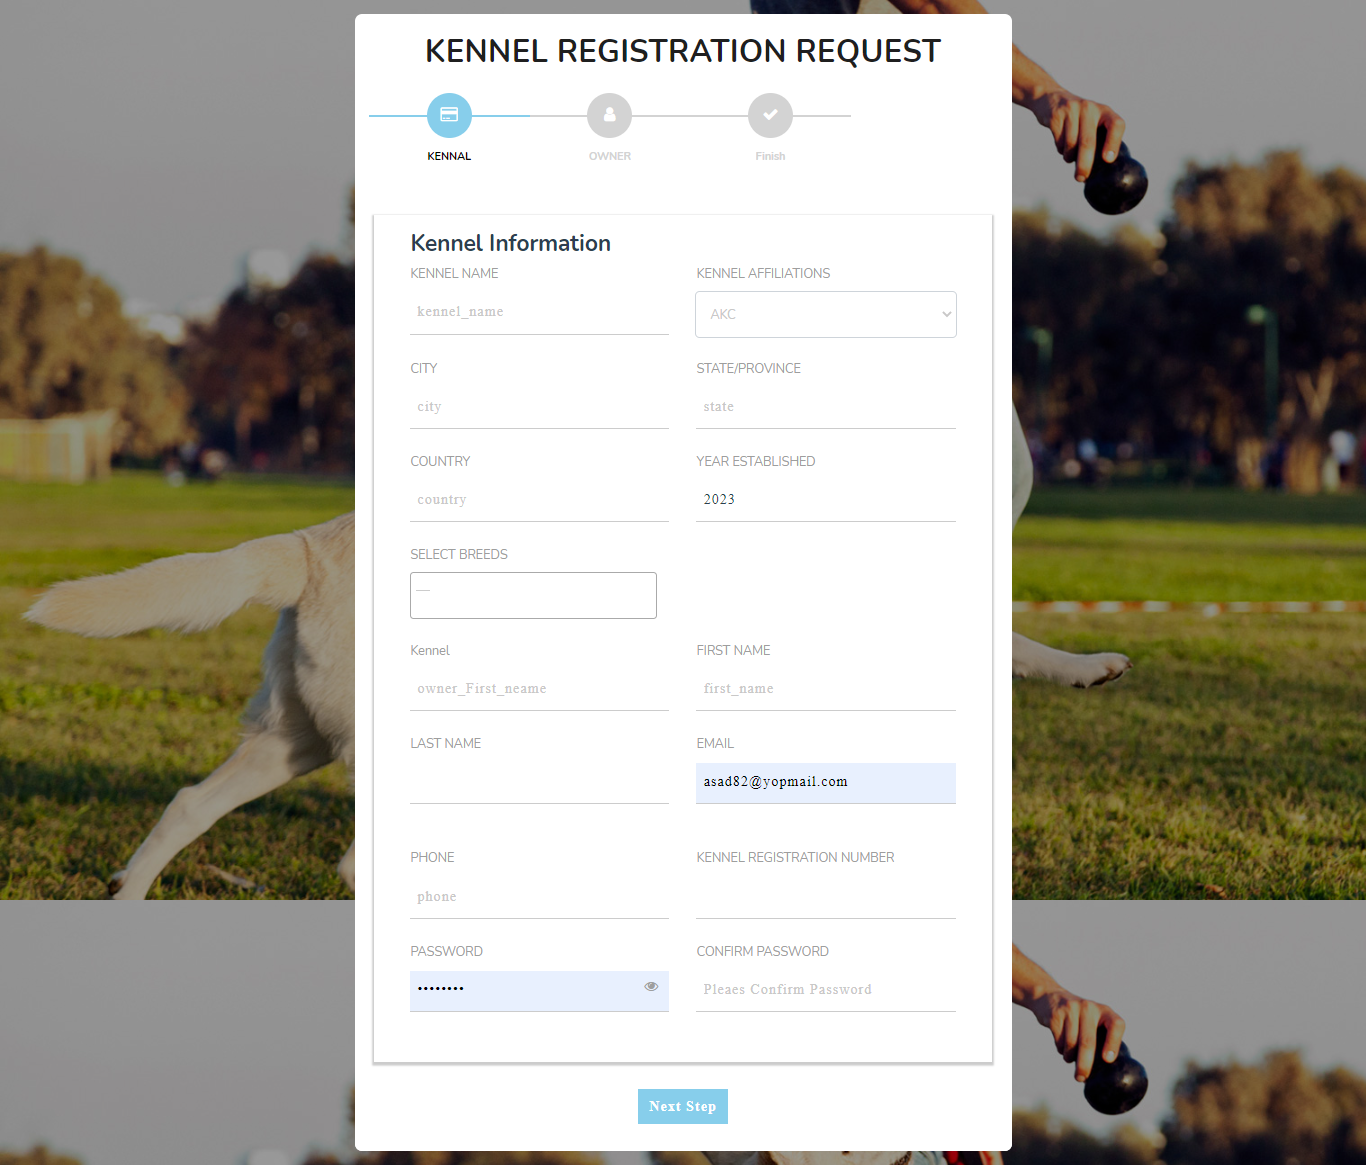 KENNEL REGISTRATION REQUEST
KENNAL
OWNER
Finish
Kennel Information
KENNEL NAME
kennel_name
KENNEL AFFILIATIONS
AKC
CITY
city
STATE/PROVINCE
state
COUNTRY
country
YEAR ESTABLISHED
2023
SELECT BREEDS
Kennel
owner_First_neame
FIRST NAME
first_name
LAST NAME
EMAIL
asad82@yopmail.com
PHONE
phone
KENNEL REGISTRATION NUMBER
PASSWORD
••••••••
CONFIRM PASSWORD
Pleaes Confirm Password
Next Step